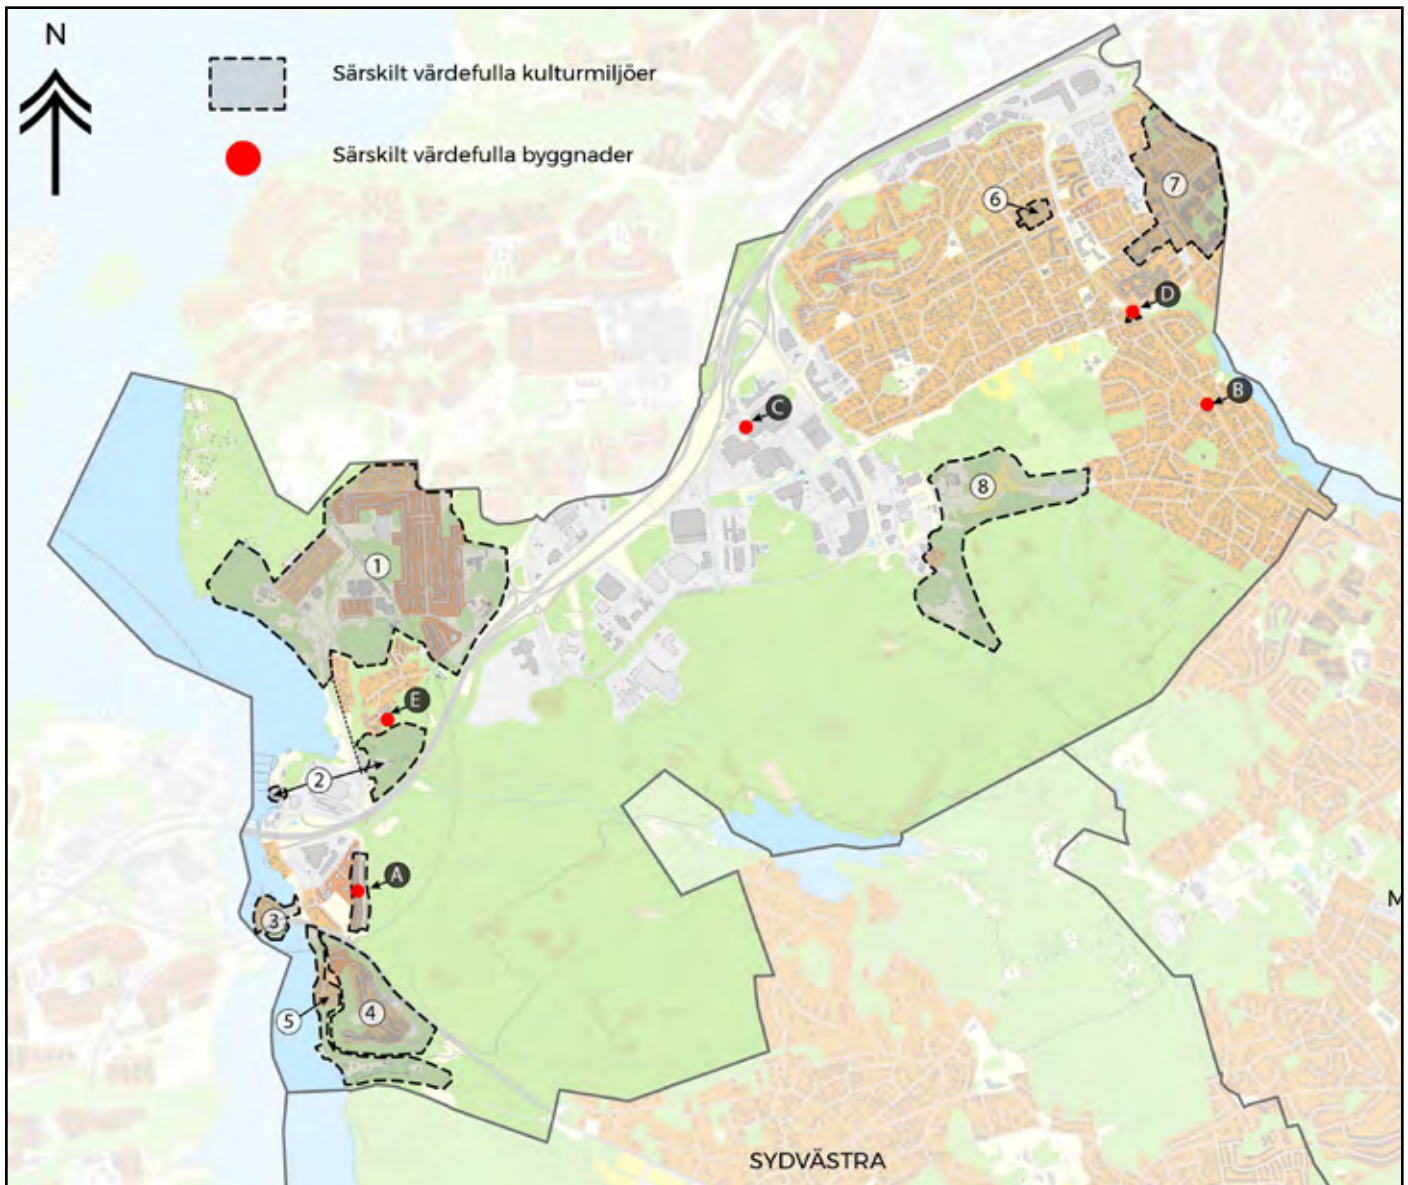 N
Särskilt värdefulla kulturmiljöer
Särskilt värdefulla byggnader
7
6
D
B
C
8
1
E
2
A
M
3
4
5
SYDVÄSTRA